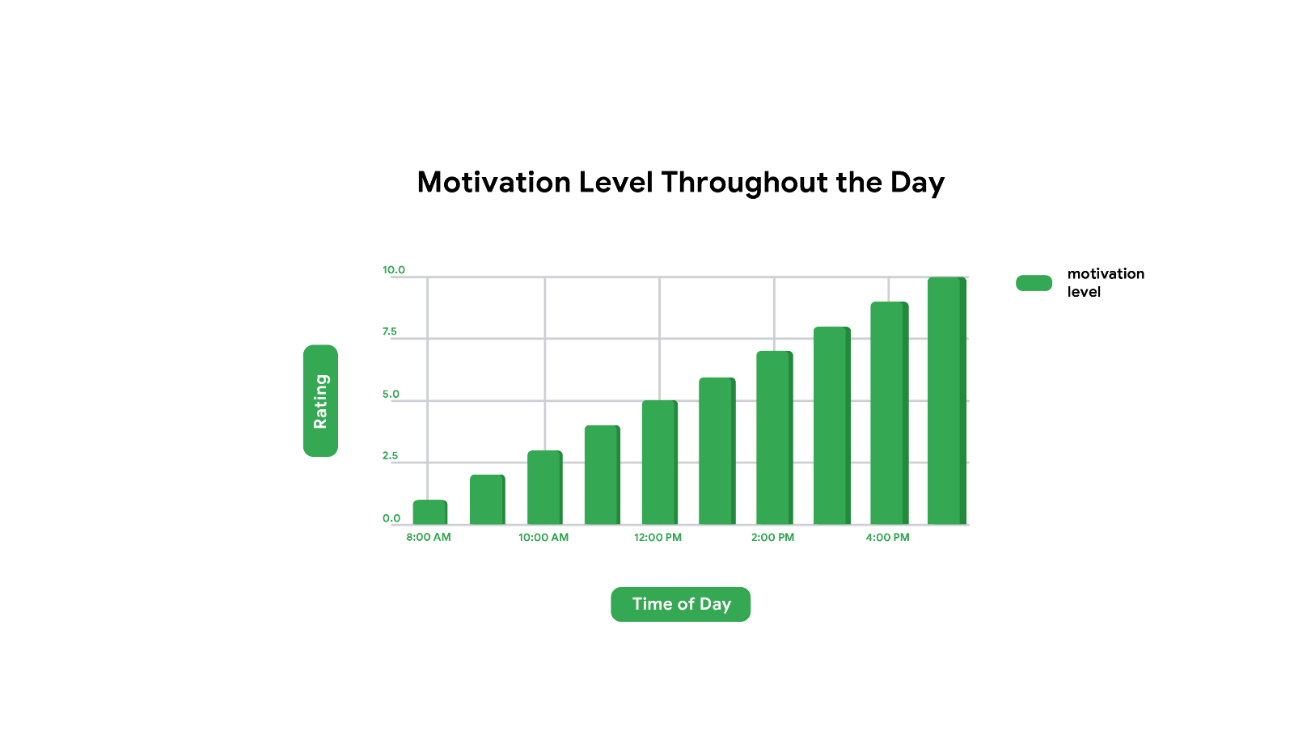 Motivation Level Throughout the Day
10.0
7.5
5.0
2.5
0.0
Rating
8:00 AM 10:00 AM 12:00 PM 2:00 PM 4:00 PM
Time of Day
motivation
level